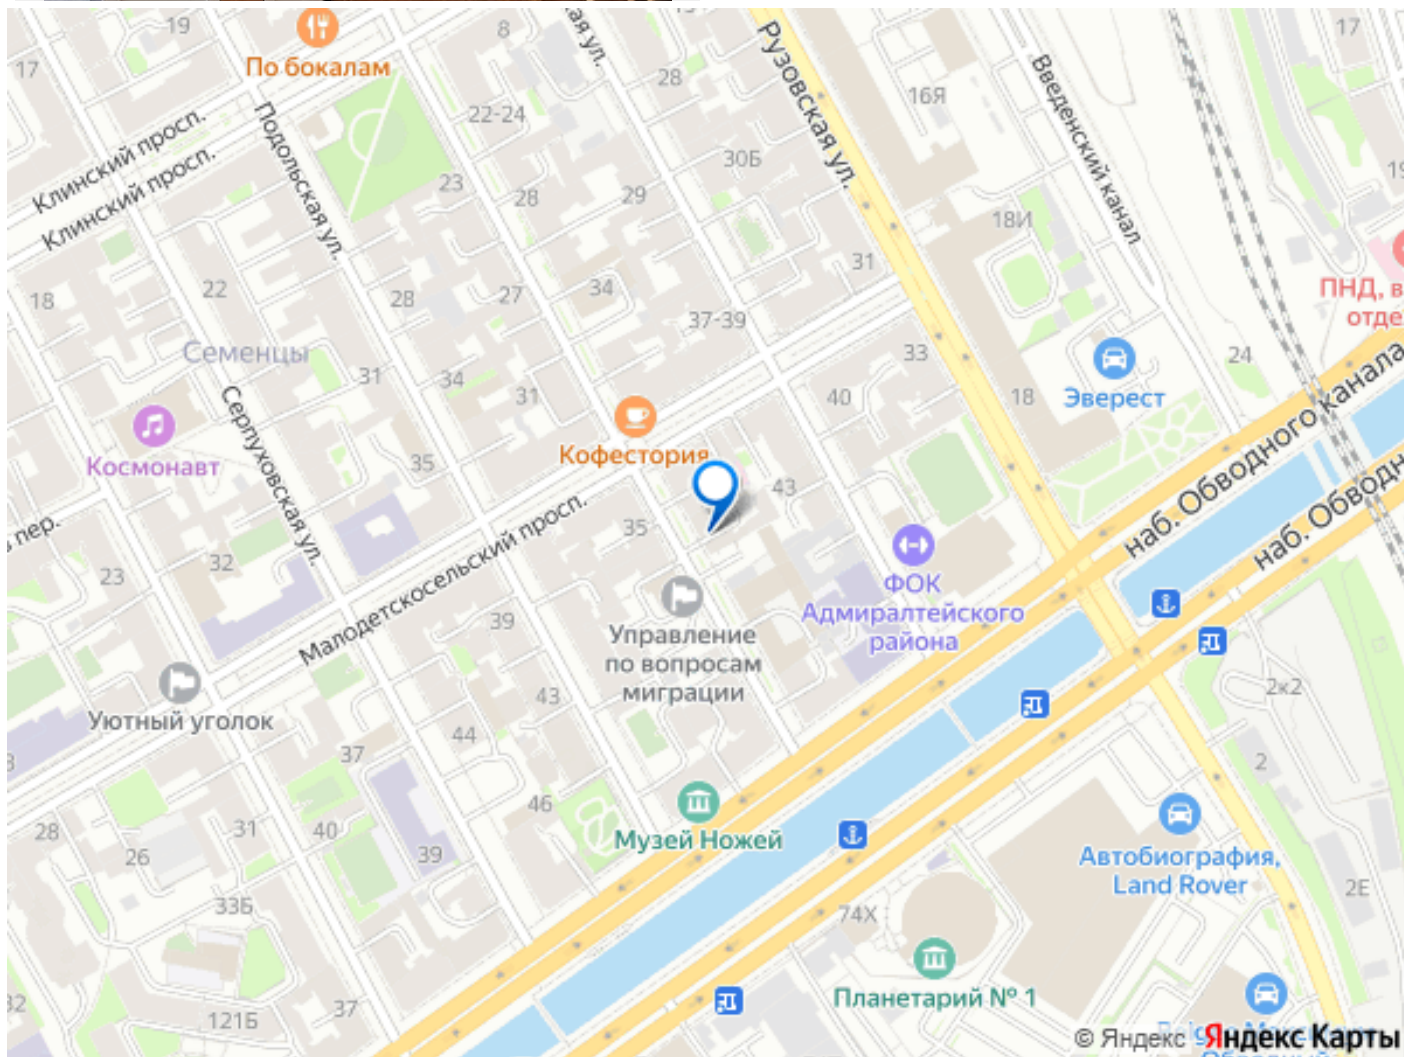 19
По бокалам
8
ая ул.
17
28
22-24
Рузовская ул.
16Я
Введенский канал
17
Клинский просп.
Клинский просп.
Подольская ул.
23
28
29
30Б
18И
19
31
ПНД, в
отде
18
22
28
27
34
37-39
33
24
Семенцы
31
34
31
40
18
Эверест
наб. Обводного канала
наб. Обводн
Космонавт
Серпуховская ул.
35
Кофестория
43
Малодетскосельский просп.
35
пер.
32
23
ФОК
Адмиралтейского
района
Управление
по вопросам
миграции
39
43
44
37
Уютный уголок
2к2
2
46
Музей Ножей
28
31
40
26
39
Автобиография,
Land Rover
2Е
33Б
74Х
Планетарий № 1
32
121Б
37
© Яндекс Яндекс Карты